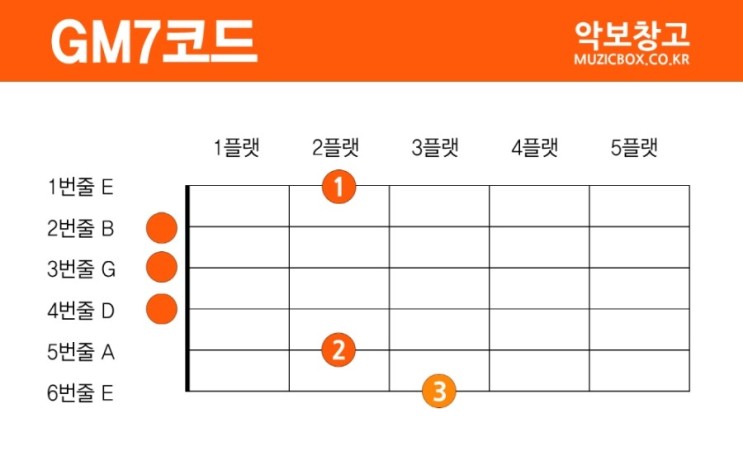 GM7코드
악보창고
MUZICBOX.CO.KR
1플랫 2플랫 3플랫 4플랫 5플랫
1번줄 E 1
2번줄 B
3번줄 G
4번줄 D
5번줄 A 2
6번줄 E 3